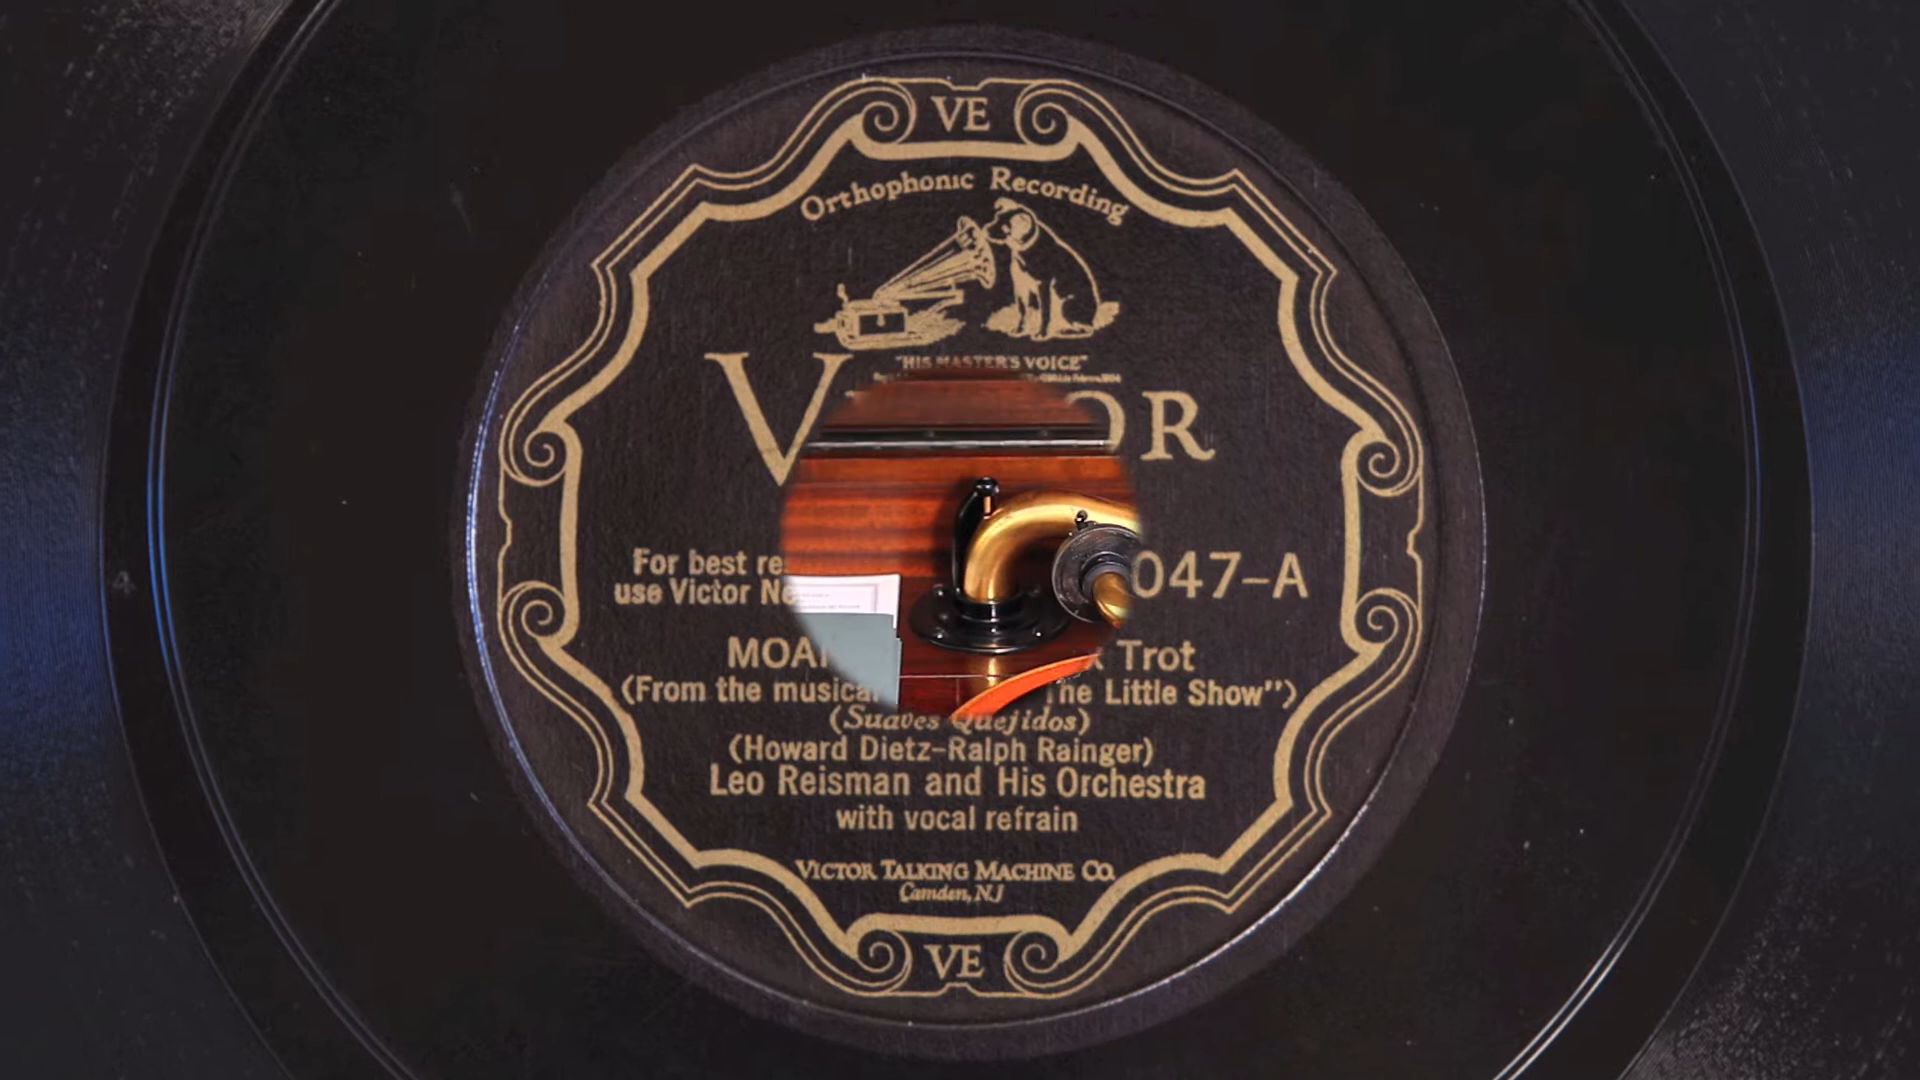 VE
Orthophonic Recording
"HIS MASTER'S VOICE"
V OR
For best re
use Victor Ne
047-A
MOA Trot
(From the musical The Little Show")
(Suaves Quejidos)
(Howard Dietz-Ralph Rainger)
Leo Reisman and His Orchestra
with vocal refrain
VICTOR TALKING MACHINE CO.
Camden, N.J
VE